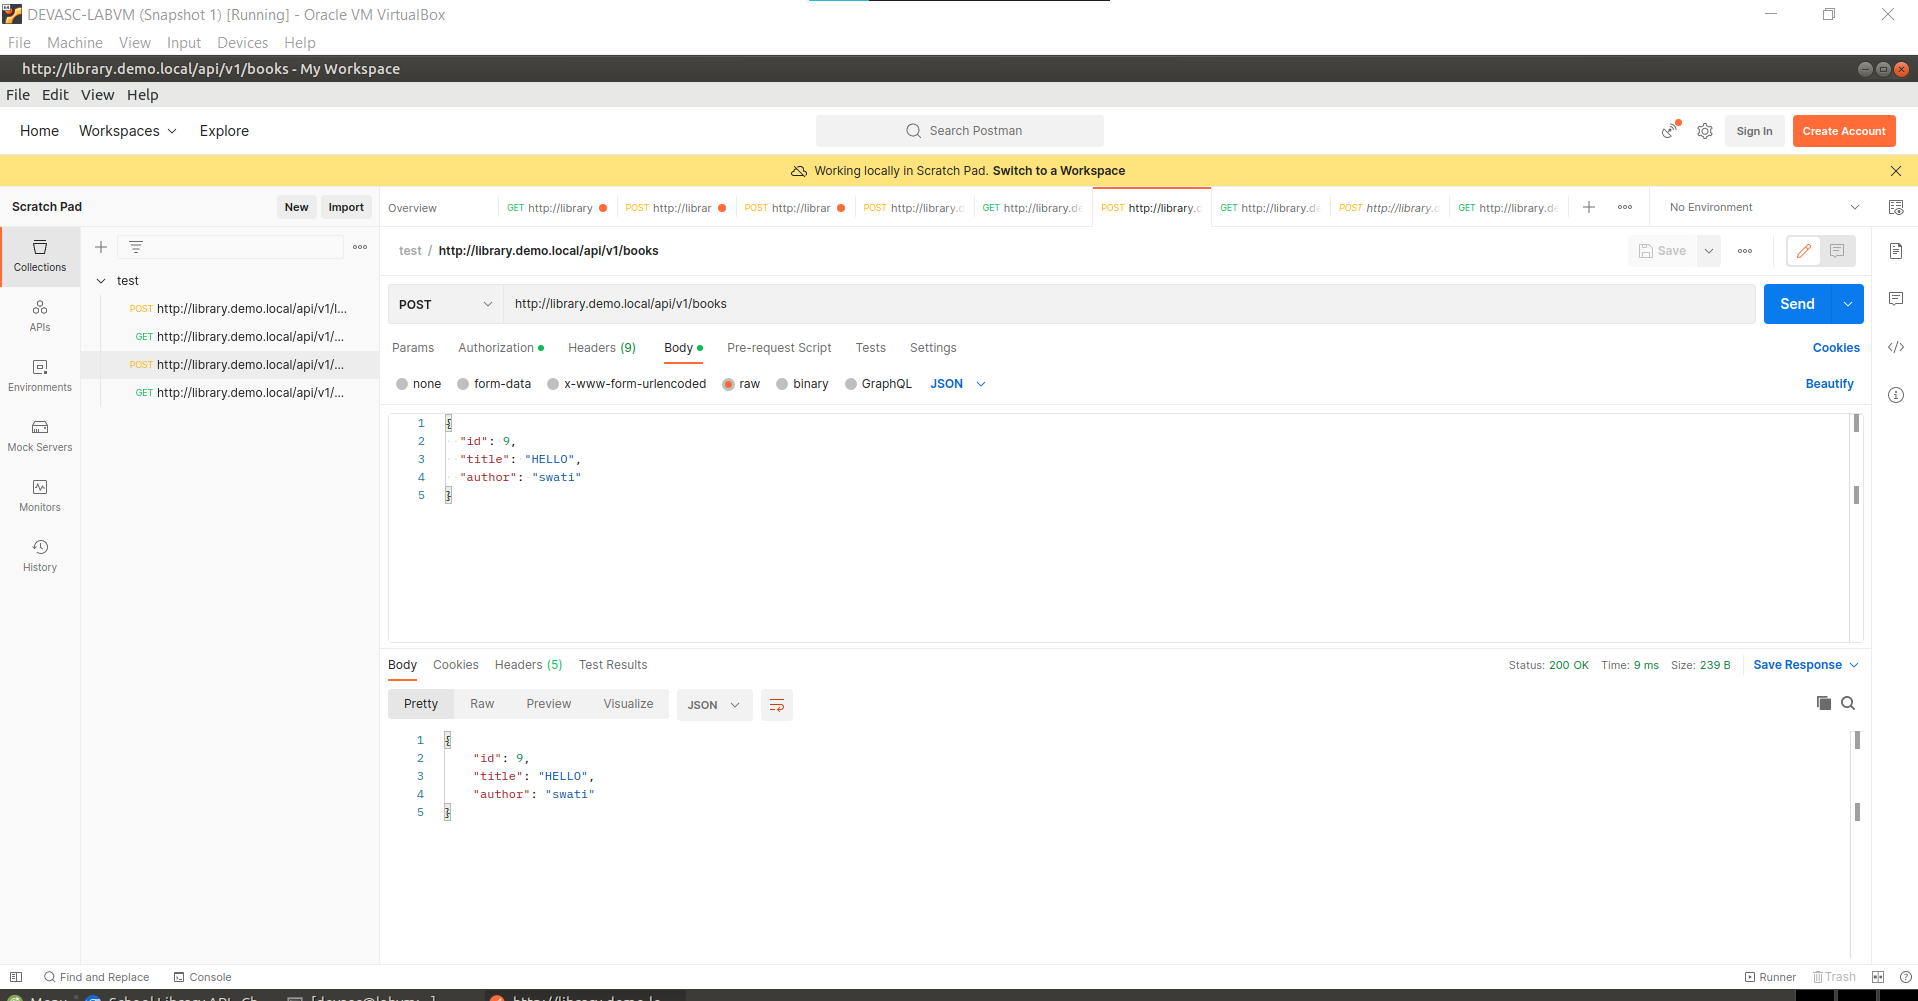 DEVASC-LABVM (Snapshot 1) [Running] - Oracle VM VirtualBox
File Machine View Input Devices Help
http://library.demo.local/api/v1/books - My Workspace
File Edit View Help
Home Workspaces Explore Search Postman Sign In Create Account
Working locally in Scratch Pad. Switch to a Workspace
Scratch Pad New Import
Overview GET http://library POST http://librar POST http://librar POST http://library.d GET http://library.de POST http://library.d GET http://library.de POST http://library.d GET http://library.de No Environment
Collections
APIs
Environments
Mock Servers
Monitors
History
test
POST http://library.demo.local/api/v1/l...
GET http://library.demo.local/api/v1/...
POST http://library.demo.local/api/v1/...
GET http://library.demo.local/api/v1/...
test / http://library.demo.local/api/v1/books Save
POST http://library.demo.local/api/v1/books Send
Params Authorization Headers (9) Body Pre-request Script Tests Settings Cookies
none form-data x-www-form-urlencoded raw binary GraphQL JSON Beautify
1 {
2 "id": 9,
3 "title": "HELLO",
4 "author": "swati"
5 }
Body Cookies Headers (5) Test Results Status: 200 OK Time: 9 ms Size: 239 B Save Response
Pretty Raw Preview Visualize JSON
1 {
2 "id": 9,
3 "title": "HELLO",
4 "author": "swati"
5 }
Find and Replace Console Runner Trash